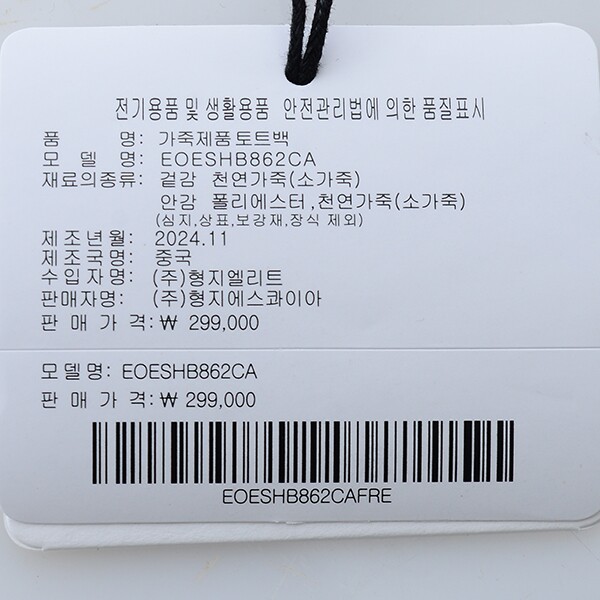 전기용품 및 생활용품 안전관리법에 의한 품질표시
품 명: 가죽제품토트백
모 델 명: EOESHB862CA
재료의종류: 겉감 천연가죽(소가죽)
안감 폴리에스터,천연가죽(소가죽)
(심지,상표,보강재,장식 제외)
제조년월: 2024.11
제조국명: 중국
수입자명: (주)형지엘리트
판매자명: (주)형지에스콰이아
판 매 가 격:₩ 299,000
모델명: EOESHB862CA
판 매 가 격:₩ 299,000
EOESHB862CAFRE